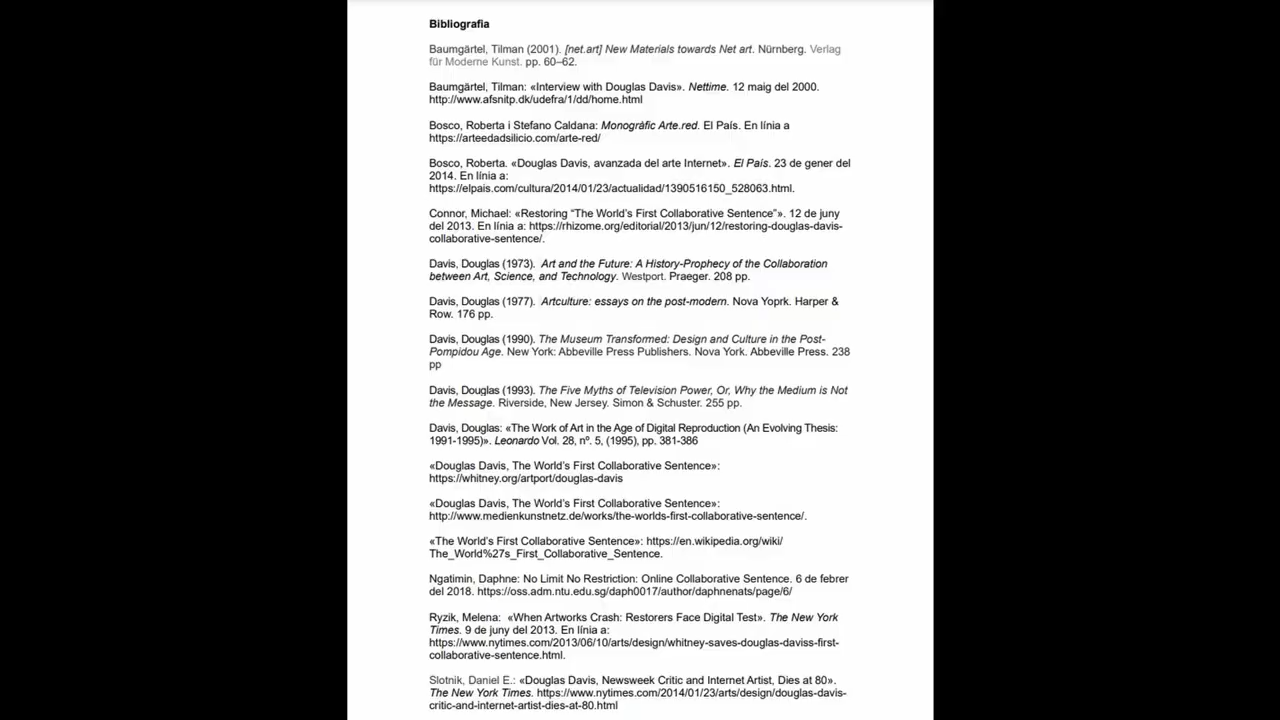 Bibliografia
Baumgärtel, Tilman (2001). [net.art] New Materials towards Net art. Nürnberg. Verlag
für Moderne Kunst. pp. 60–62.
Baumgärtel, Tilman: «Interview with Douglas Davis». Nettime. 12 maig del 2000.
http://www.afsnitp.dk/udefra/1/dd/home.html
Bosco, Roberta i Stefano Caldana: Monogràfic Arte.red. El País. En línia a
https://arteedadsilicio.com/arte-red/
Bosco, Roberta. «Douglas Davis, avanzada del arte Internet». El País. 23 de gener del
2014. En línia a:
https://elpais.com/cultura/2014/01/23/actualidad/1390516150_528063.html.
Connor, Michael: «Restoring “The World’s First Collaborative Sentence”». 12 de juny
del 2013. En línia a: https://rhizome.org/editorial/2013/jun/12/restoring-douglas-davis-
collaborative-sentence/.
Davis, Douglas (1973). Art and the Future: A History-Prophecy of the Collaboration
between Art, Science, and Technology. Westport. Praeger. 208 pp.
Davis, Douglas (1977). Artculture: essays on the post-modern. Nova Yoprk. Harper &
Row. 176 pp.
Davis, Douglas (1990). The Museum Transformed: Design and Culture in the Post-
Pompidou Age. New York: Abbeville Press Publishers. Nova York. Abbeville Press. 238
pp
Davis, Douglas (1993). The Five Myths of Television Power, Or, Why the Medium is Not
the Message. Riverside, New Jersey. Simon & Schuster. 255 pp.
Davis, Douglas: «The Work of Art in the Age of Digital Reproduction (An Evolving Thesis:
1991-1995)». Leonardo Vol. 28, nº. 5, (1995), pp. 381-386
«Douglas Davis, The World’s First Collaborative Sentence»:
https://whitney.org/artport/douglas-davis
«Douglas Davis, The World’s First Collaborative Sentence»:
http://www.medienkunstnetz.de/works/the-worlds-first-collaborative-sentence/.
«The World’s First Collaborative Sentence»: https://en.wikipedia.org/wiki/
The_World%27s_First_Collaborative_Sentence.
Ngatimin, Daphne: No Limit No Restriction: Online Collaborative Sentence. 6 de febrer
del 2018. https://oss.adm.ntu.edu.sg/daph0017/author/daphnenats/page/6/
Ryzik, Melena: «When Artworks Crash: Restorers Face Digital Test». The New York
Times. 9 de juny del 2013. En línia a:
https://www.nytimes.com/2013/06/10/arts/design/whitney-saves-douglas-daviss-first-
collaborative-sentence.html.
Slotnik, Daniel E.: «Douglas Davis, Newsweek Critic and Internet Artist, Dies at 80».
The New York Times. https://www.nytimes.com/2014/01/23/arts/design/douglas-davis-
critic-and-internet-artist-dies-at-80.html